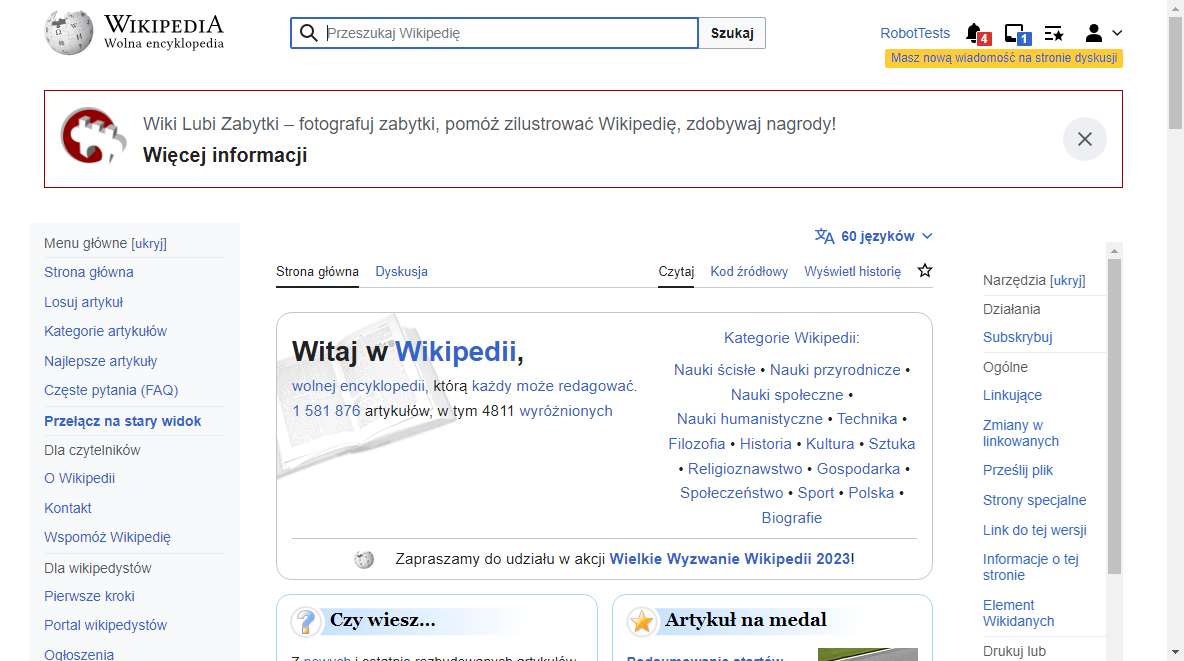 WIKIPEDIA
Wolna encyklopedia
Przeszukaj Wikipedię
Szukaj
RobotTests
4
1
Masz nową wiadomość na stronie dyskusji
Wiki Lubi Zabytki – fotografuj zabytki, pomóż zilustrować Wikipedię, zdobywaj nagrody!
Więcej informacji
Menu główne [ukryj]
Strona główna
Losuj artykuł
Kategorie artykułów
Najlepsze artykuły
Częste pytania (FAQ)
Przełącz na stary widok
Dla czytelników
O Wikipedii
Kontakt
Wspomóż Wikipedię
Dla wikipedystów
Pierwsze kroki
Portal wikipedystów
Ogłoszenia
60 języków
Strona główna Dyskusja
Czytaj Kod źródłowy Wyświetl historię
Witaj w Wikipedii,
wolnej encyklopedii, którą każdy może redagować.
1 581 876 artykułów, w tym 4811 wyróżnionych
Kategorie Wikipedii:
Nauki ścisłe • Nauki przyrodnicze •
Nauki społeczne •
Nauki humanistyczne • Technika •
Filozofia • Historia • Kultura • Sztuka
• Religioznawstwo • Gospodarka •
Społeczeństwo • Sport • Polska •
Biografie
Zapraszamy do udziału w akcji Wielkie Wyzwanie Wikipedii 2023!
Czy wiesz...
Z nowych i ostatnio rozbudowanych artykułów
Artykuł na medal
Podsumowanie startów
Narzędzia [ukryj]
Działania
Subskrybuj
Ogólne
Linkujące
Zmiany w
linkowanych
Prześlij plik
Strony specjalne
Link do tej wersji
Informacje o tej
stronie
Element
Wikidanych
Drukuj lub